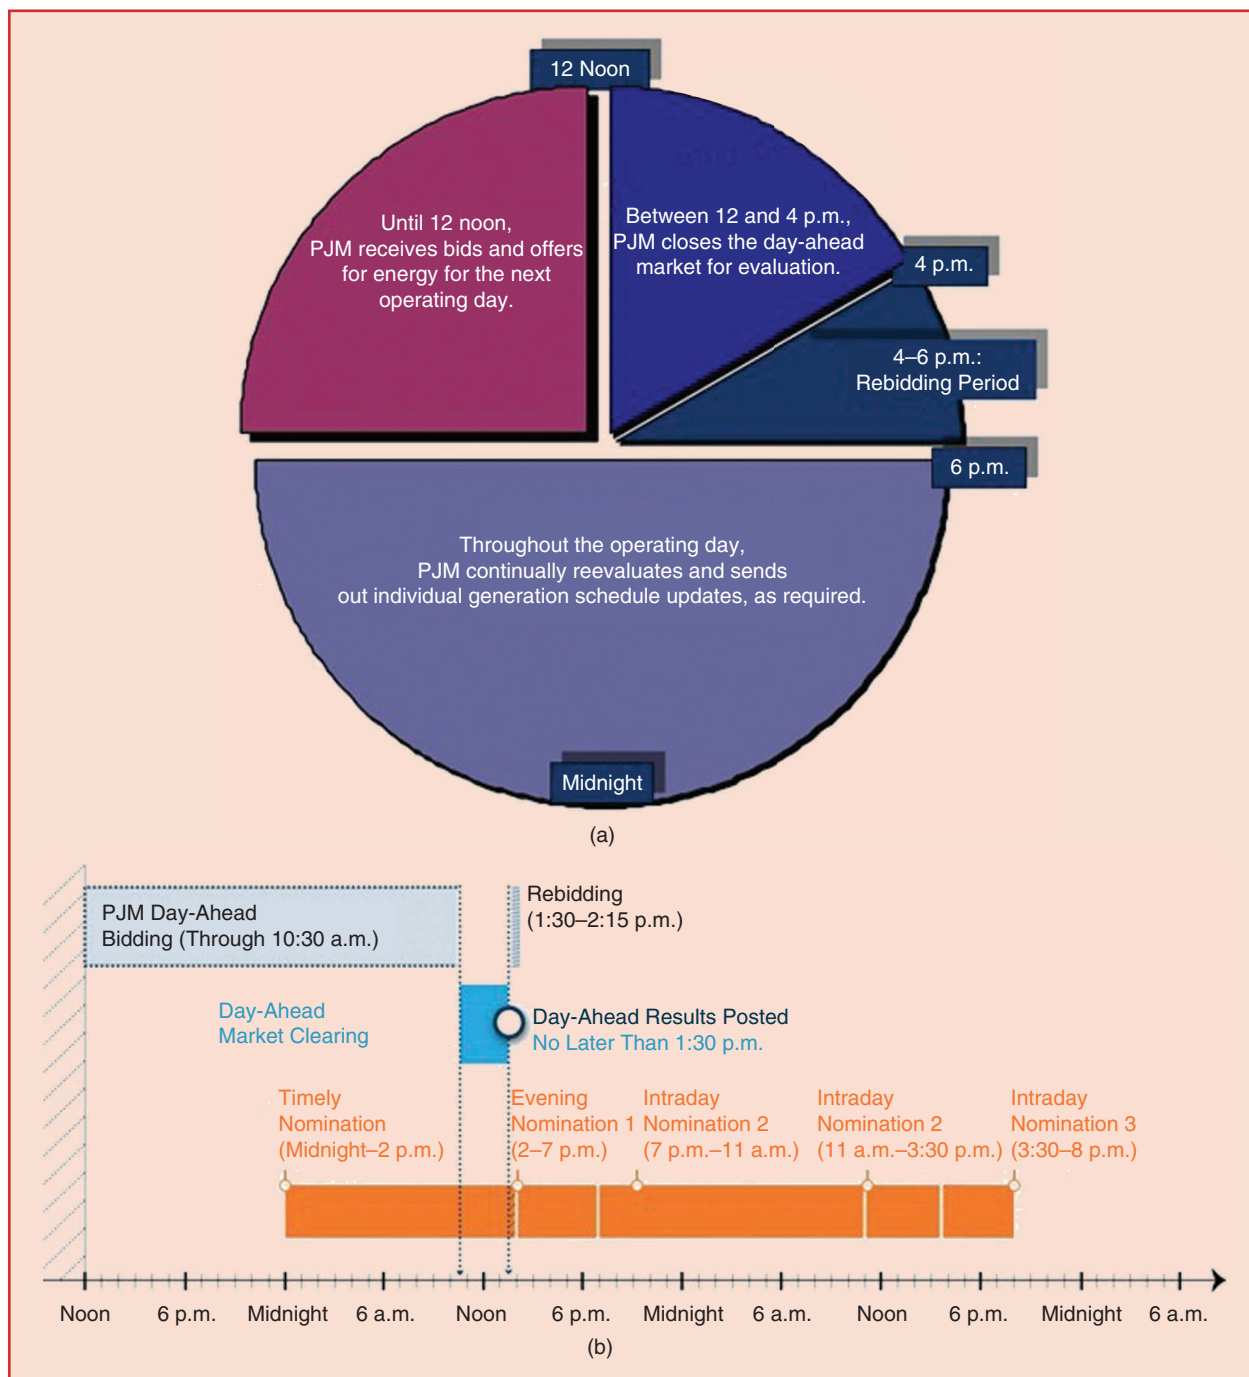 12 Noon
Until 12 noon,
PJM receives bids and offers
for energy for the next
operating day.
Between 12 and 4 p.m.,
PJM closes the day-ahead
market for evaluation.
4 p.m.
4–6 p.m.:
Rebidding Period
6 p.m.
Throughout the operating day,
PJM continually reevaluates and sends
out individual generation schedule updates, as required.
Midnight
(a)
PJM Day-Ahead
Bidding (Through 10:30 a.m.)
Rebidding
(1:30–2:15 p.m.)
Day-Ahead
Market Clearing
Day-Ahead Results Posted
No Later Than 1:30 p.m.
Timely
Nomination
(Midnight–2 p.m.)
Evening
Nomination 1
(2–7 p.m.)
Intraday
Nomination 2
(7 p.m.–11 a.m.)
Intraday
Nomination 2
(11 a.m.–3:30 p.m.)
Intraday
Nomination 3
(3:30–8 p.m.)
Noon 6 p.m. Midnight 6 a.m. Noon 6 p.m. Midnight 6 a.m. Noon 6 p.m. Midnight 6 a.m.
(b)